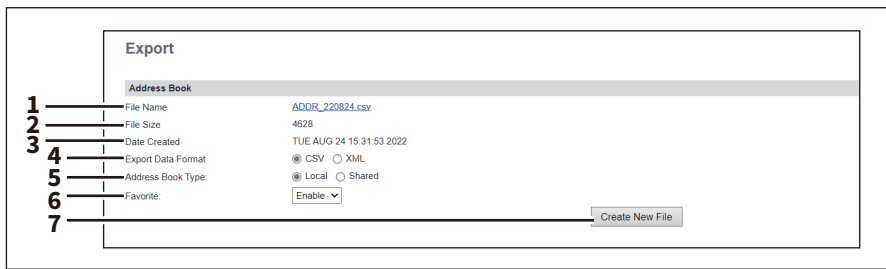 Export
Address Book
1 File Name ADDR_220824.csv
2 File Size 4628
3 Date Created TUE AUG 24 15:31:53 2022
4 Export Data Format CSV XML
5 Address Book Type: Local Shared
6 Favorite: Enable
7 Create New File